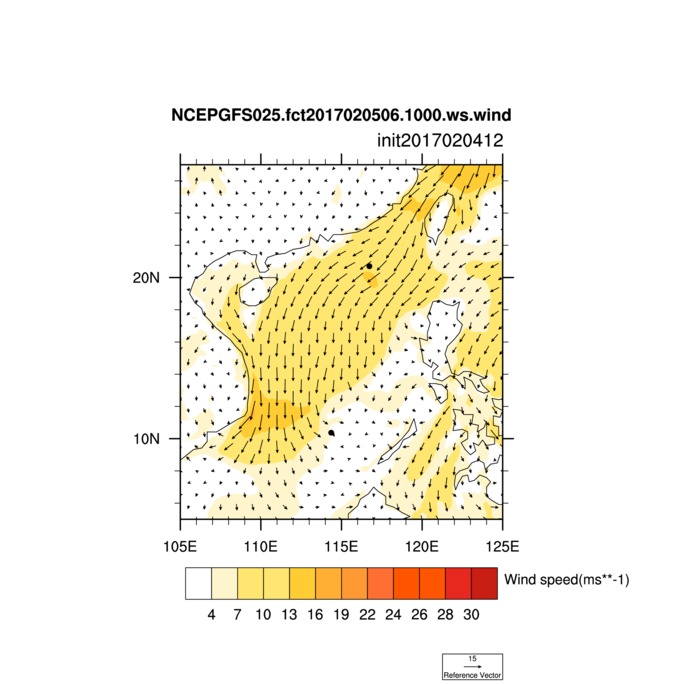 NCEPGFS025.fct2017020506.1000.ws.wind
init2017020412
20N
10N
105E 110E 115E 120E 125E
Wind speed(ms**-1)
4 7 10 13 16 19 22 24 26 28 30
15
Reference Vector